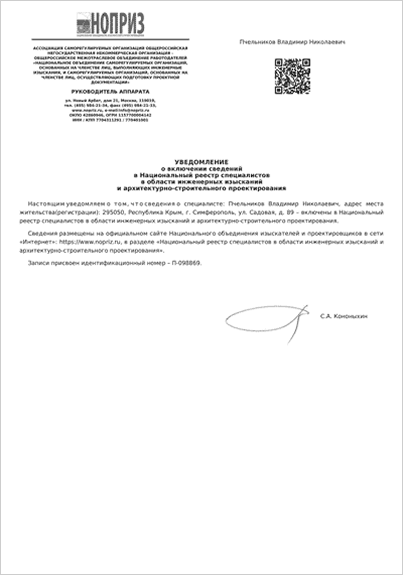 НОПРИЗ
АССОЦИАЦИЯ САМОРЕГУЛИРУЕМЫХ ОРГАНИЗАЦИЙ ОБЩЕРОССИЙСКАЯ
НЕГОСУДАРСТВЕННАЯ НЕКОММЕРЧЕСКАЯ ОРГАНИЗАЦИЯ -
ОБЩЕРОССИЙСКОЕ МЕЖОТРАСЛЕВОЕ ОБЪЕДИНЕНИЕ РАБОТОДАТЕЛЕЙ
«НАЦИОНАЛЬНОЕ ОБЪЕДИНЕНИЕ САМОРЕГУЛИРУЕМЫХ ОРГАНИЗАЦИЙ,
ОСНОВАННЫХ НА ЧЛЕНСТВЕ ЛИЦ, ВЫПОЛНЯЮЩИХ ИНЖЕНЕРНЫЕ
ИЗЫСКАНИЯ, И САМОРЕГУЛИРУЕМЫХ ОРГАНИЗАЦИЙ, ОСНОВАННЫХ НА
ЧЛЕНСТВЕ ЛИЦ, ОСУЩЕСТВЛЯЮЩИХ ПОДГОТОВКУ ПРОЕКТНОЙ
ДОКУМЕНТАЦИИ»
РУКОВОДИТЕЛЬ АППАРАТА
ул. Новый Арбат, дом 21, Москва, 119019,
тел. (495) 984-21-34, факс (495) 984-21-33,
www.nopriz.ru, e-mail:info@nopriz.ru
ОКПО 42860946, ОГРН 1157700004142
ИНН / КПП 7704311291 / 770401001
Пчельников Владимир Николаевич
УВЕДОМЛЕНИЕ
о включении сведений
в Национальный реестр специалистов
в области инженерных изысканий
и архитектурно-строительного проектирования
Настоящим уведомляем о том, что сведения о специалисте: Пчельников Владимир Николаевич, адрес места
жительства(регистрации): 295050, Республика Крым, г. Симферополь, ул. Садовая, д. 89 – включены в Национальный
реестр специалистов в области инженерных изысканий и архитектурно-строительного проектирования.
Сведения размещены на официальном сайте Национального объединения изыскателей и проектировщиков в сети
«Интернет»: https://www.nopriz.ru, в разделе «Национальный реестр специалистов в области инженерных изысканий и
архитектурно-строительного проектирования».
Записи присвоен идентификационный номер – П-098869.
С.А. Кононыхин